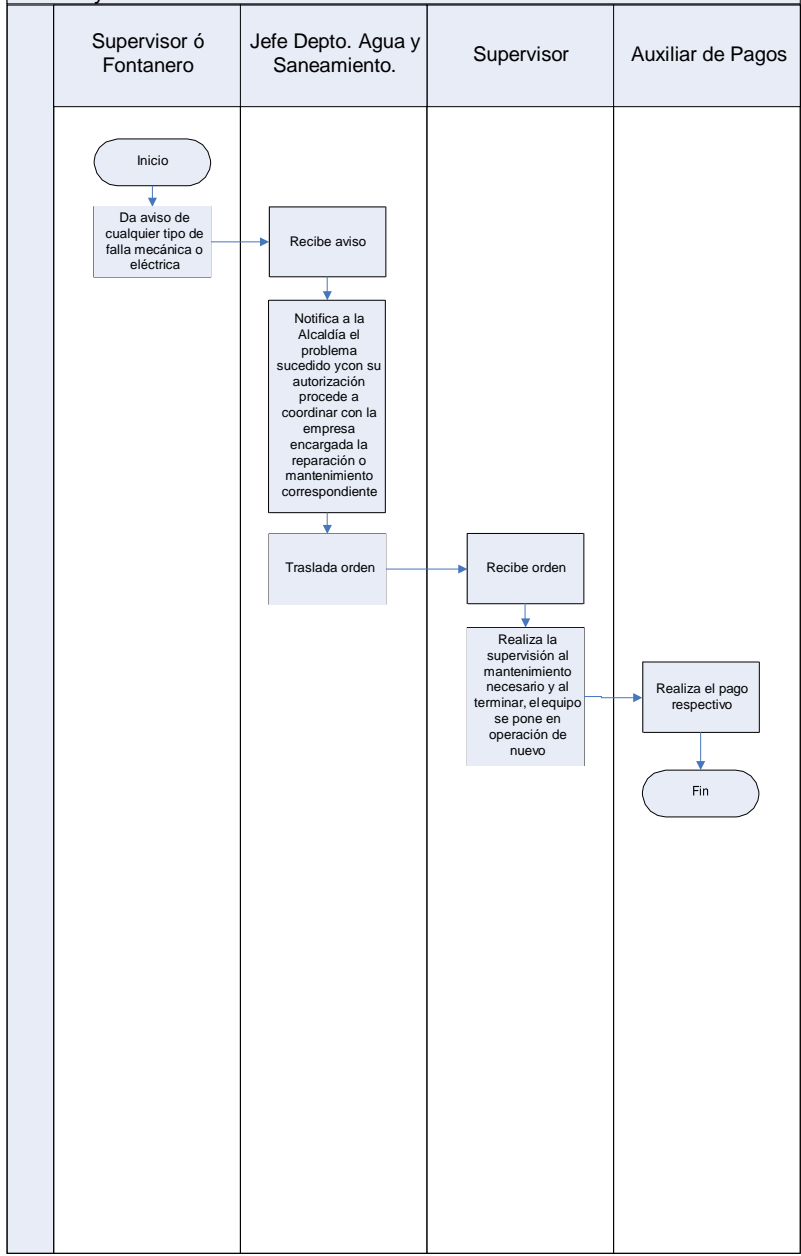 Supervisor ó
Fontanero
Jefe Depto. Agua y
Saneamiento.
Supervisor
Auxiliar de Pagos
Inicio
Da aviso de
cualquier tipo de
falla mecánica o
eléctrica
Recibe aviso
Notifica a la
Alcaldía el
problema
sucedido ycon su
autorización
procede a
coordinar con la
empresa
encargada la
reparación o
mantenimiento
correspondiente
Traslada orden
Recibe orden
Realiza la
supervisión al
mantenimiento
necesario y al
terminar, el equipo
se pone en
operación de
nuevo
Realiza el pago
respectivo
Fin